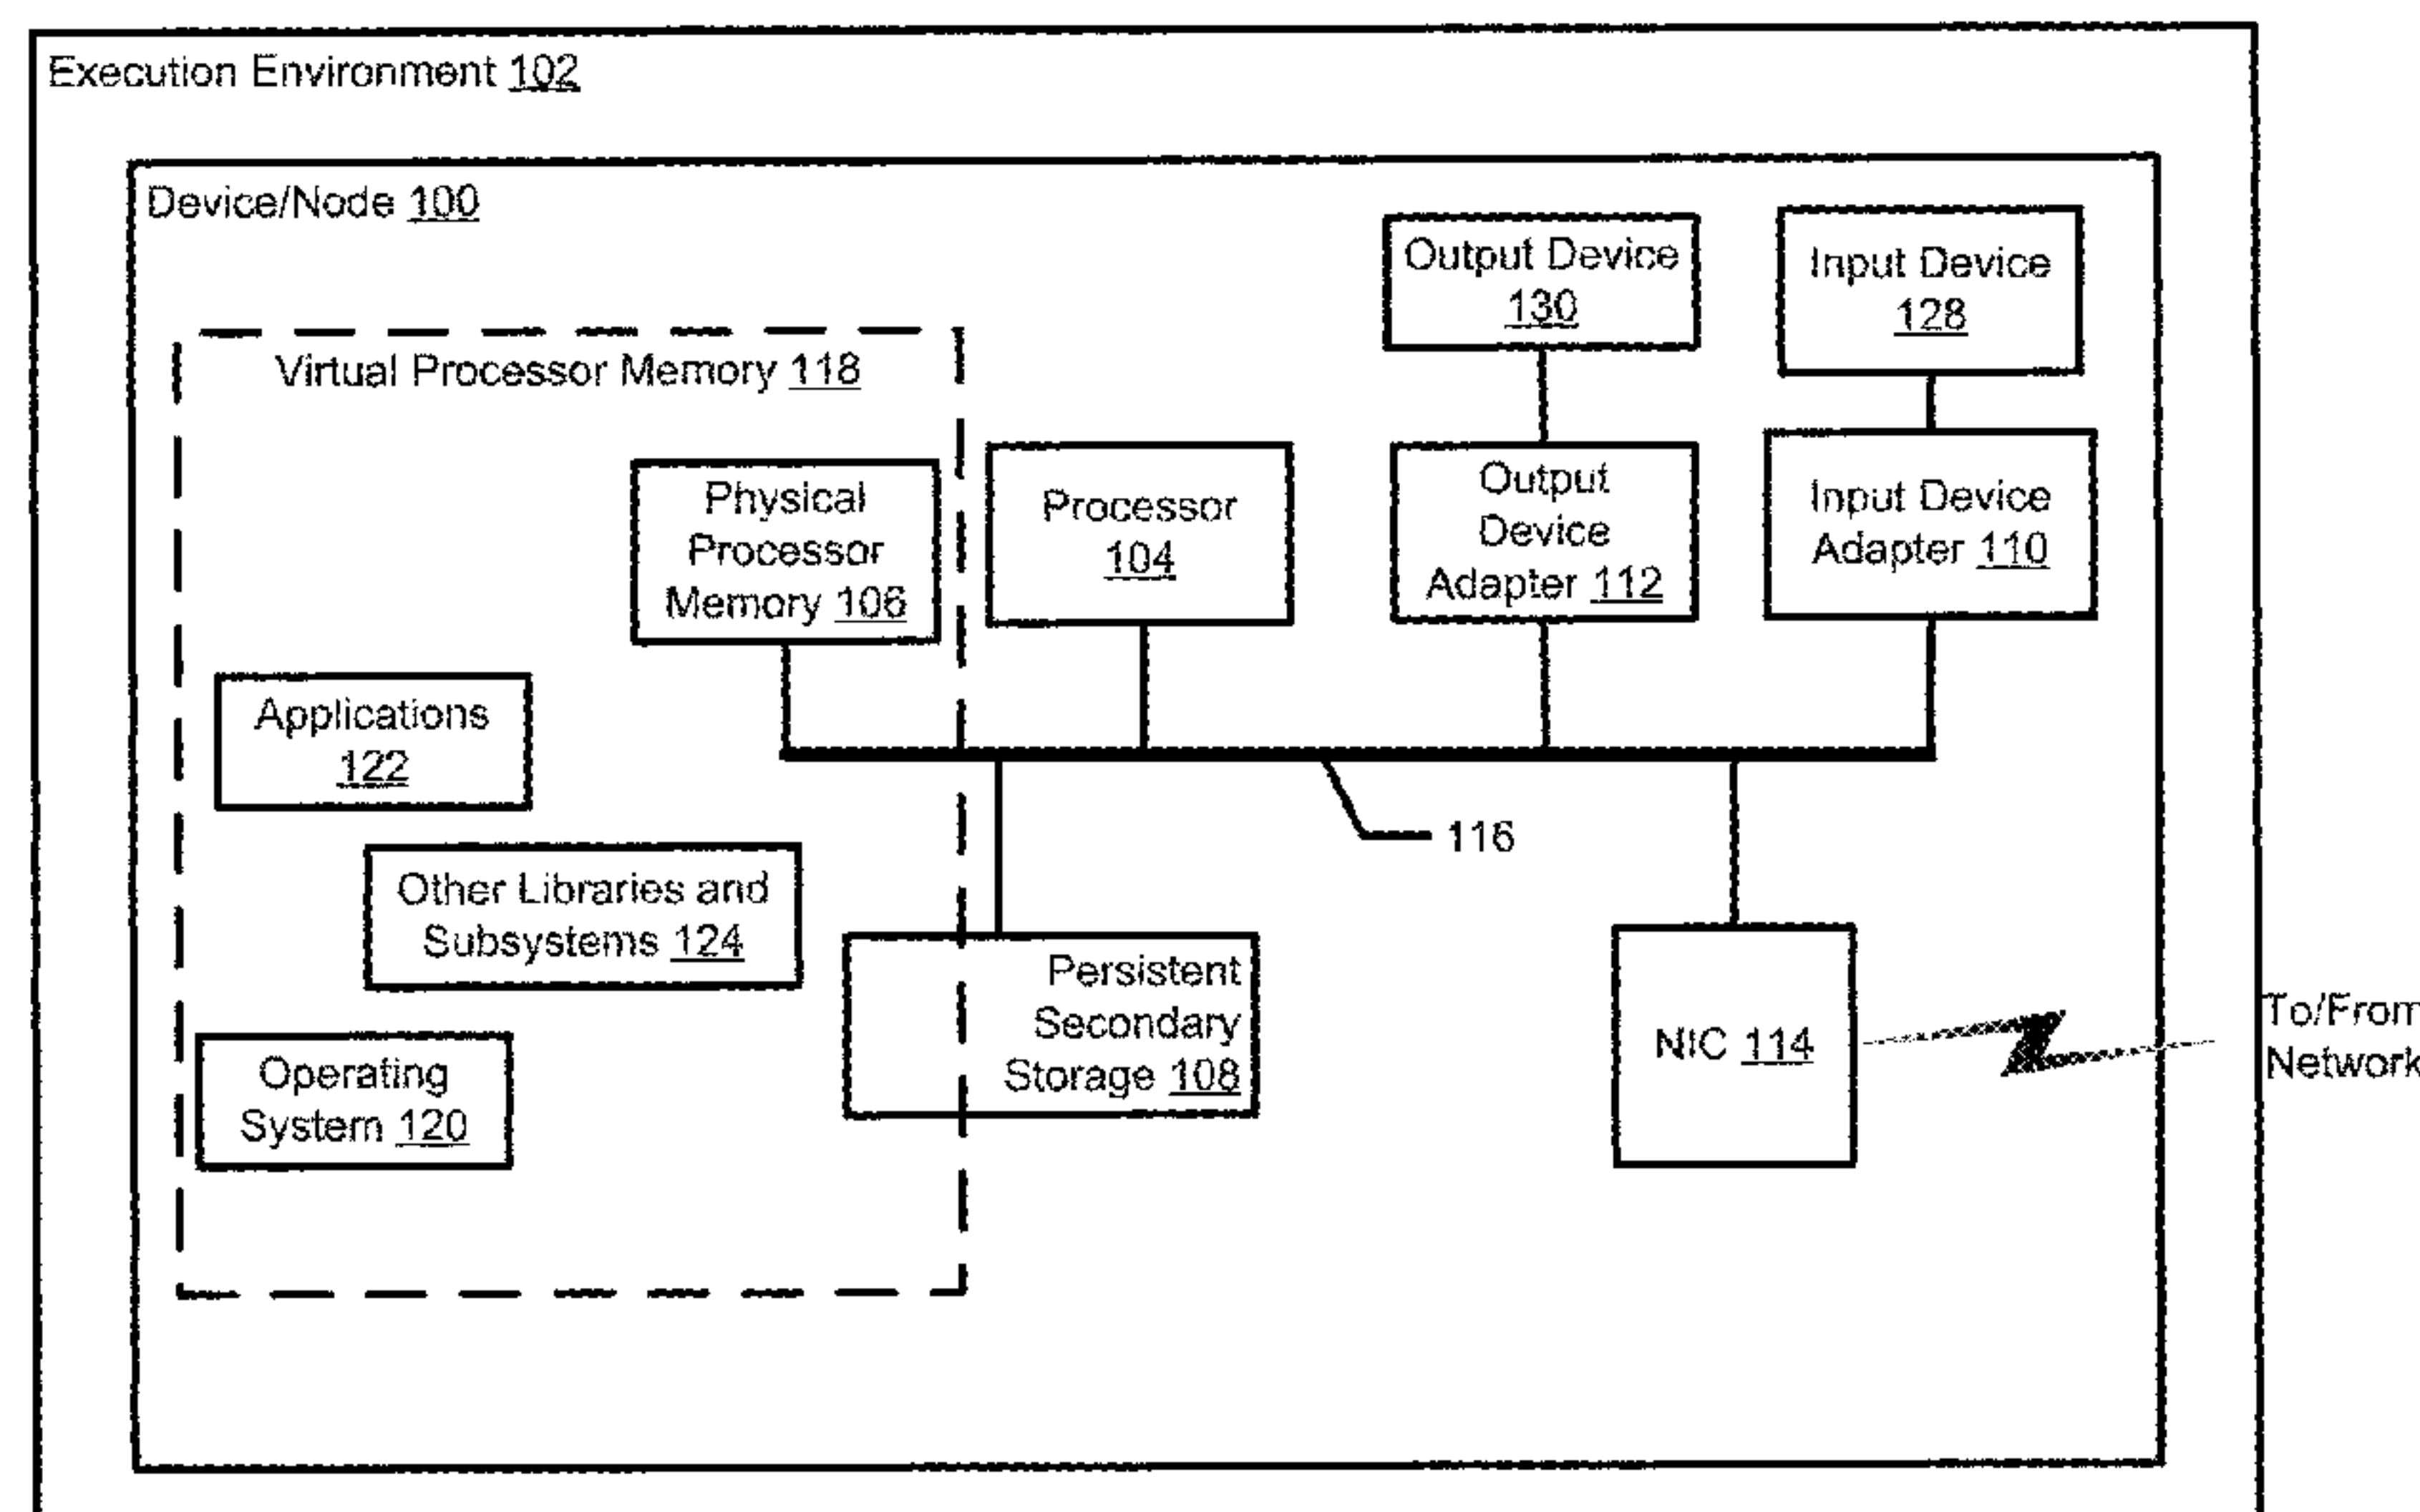 Execution Environment 102
Device/Node 100
Output Device
130
Input Device
128
Virtual Processor Memory 118
Physical
Processor
Memory 106
Processor
104
Output
Device
Adapter 112
Input Device
Adapter 110
Applications
122
116
Other Libraries and
Subsystems 124
Persistent
Secondary
Storage 108
NIC 114
To/From
Network
Operating
System 120